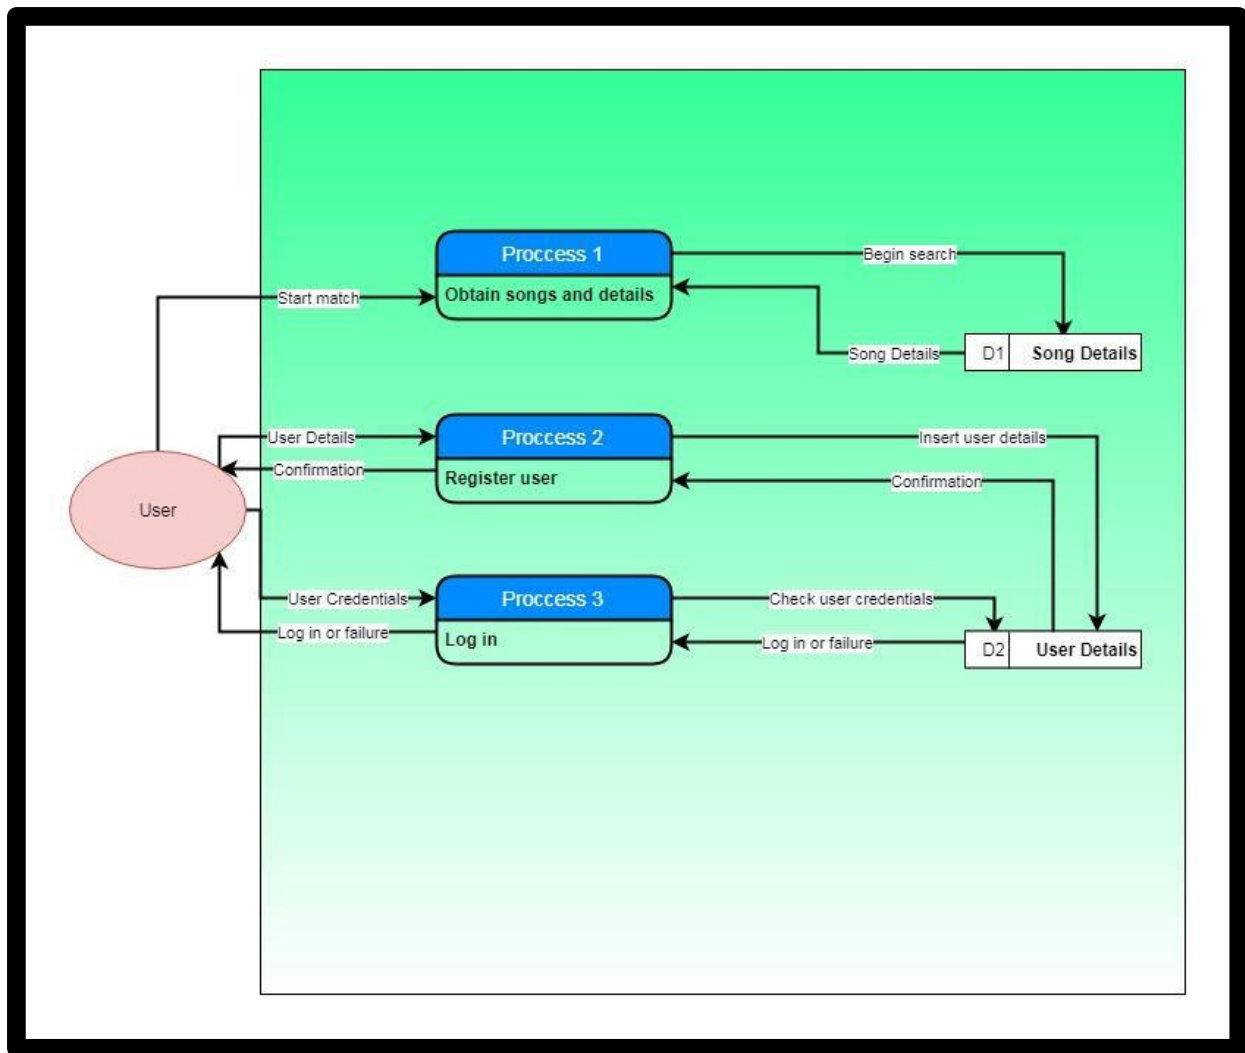 Proccess 1
Begin search
Start match
Obtain songs and details
Song Details
D1
Song Details
User Details
Proccess 2
Insert user details
Confirmation
Register user
Confirmation
User
User Credentials
Proccess 3
Check user credentials
Log in or failure
Log in
Log in or failure
D2
User Details